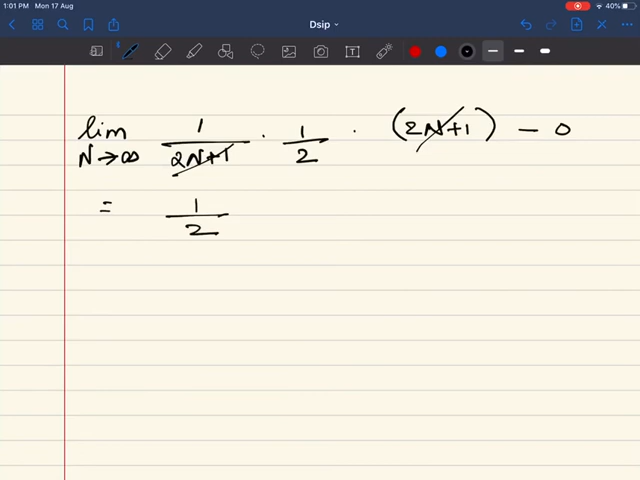 1:01 PM Mon 17 Aug 40%
Dsip
lim N→∞ 1/(2N+1) · 1/2 · (2N+1) − 0
= 1/2